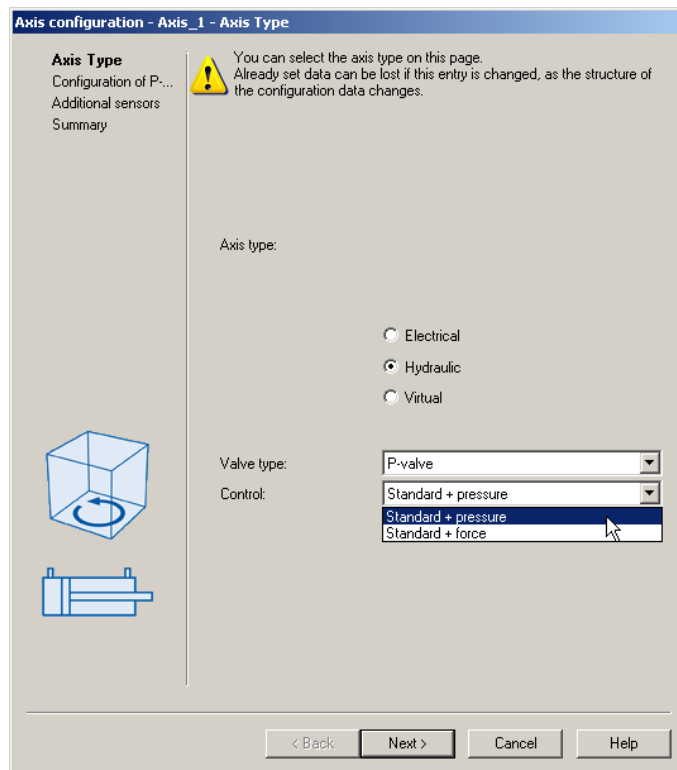 Axis configuration - Axis_1 - Axis Type
Axis Type
Configuration of P-...
Additional sensors
Summary
You can select the axis type on this page.
Already set data can be lost if this entry is changed, as the structure of
the configuration data changes.
Axis type:
Electrical
Hydraulic
Virtual
Valve type: P-valve
Control: Standard + pressure
Standard + pressure
Standard + force
< Back Next > Cancel Help